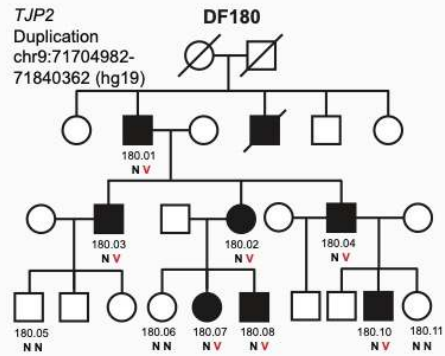 TJP2
DF180
Duplication
chr9:71704982-
71840362 (hg19)
180.01
N V
180.03
N V
180.02
N V
180.04
N V
180.05
N N
180.06
N N
180.07
N V
180.08
N V
180.10
N V
180.11
N N